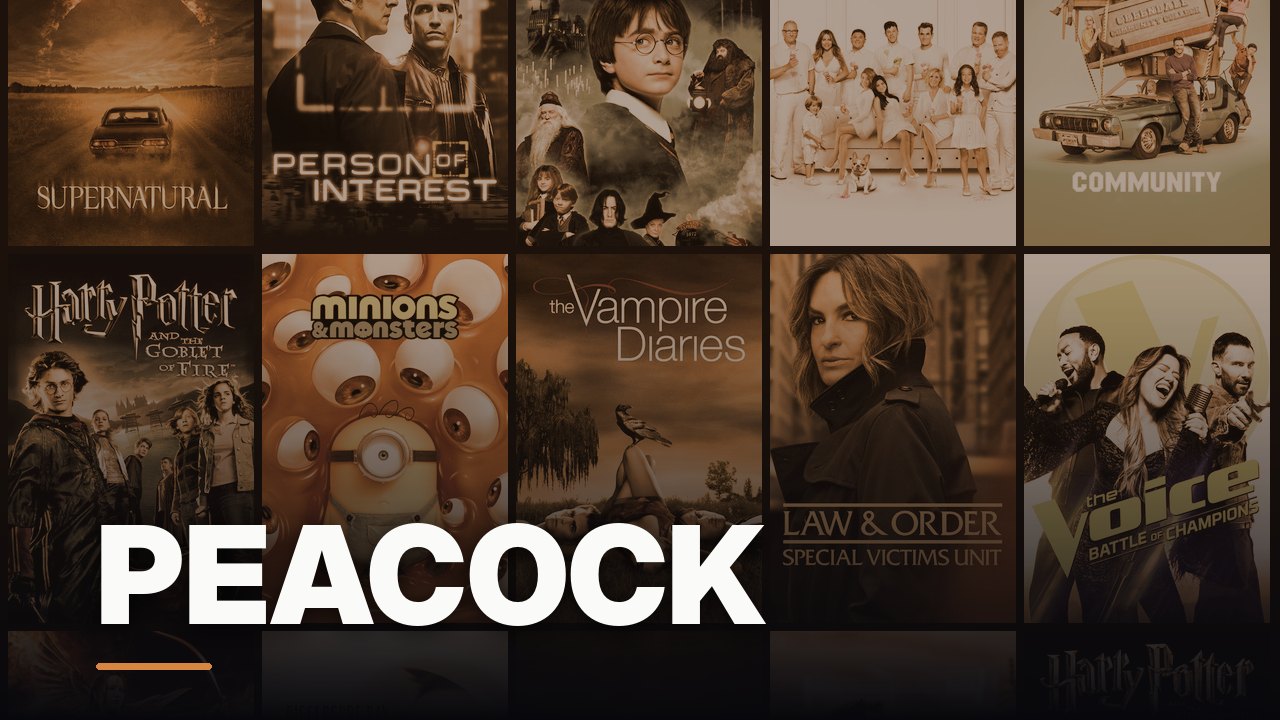 SUPERNATURAL
PERSON OF
INTEREST
COMMUNITY
Harry Potter
AND THE
GOBLET
OF FIRE
MINIONS
&monsters
the Vampire
Diaries
LAW & ORDER
SPECIAL VICTIMS UNIT
the
Voice
BATTLE OF CHAMPIONS
PEACOCK
Harry Potter